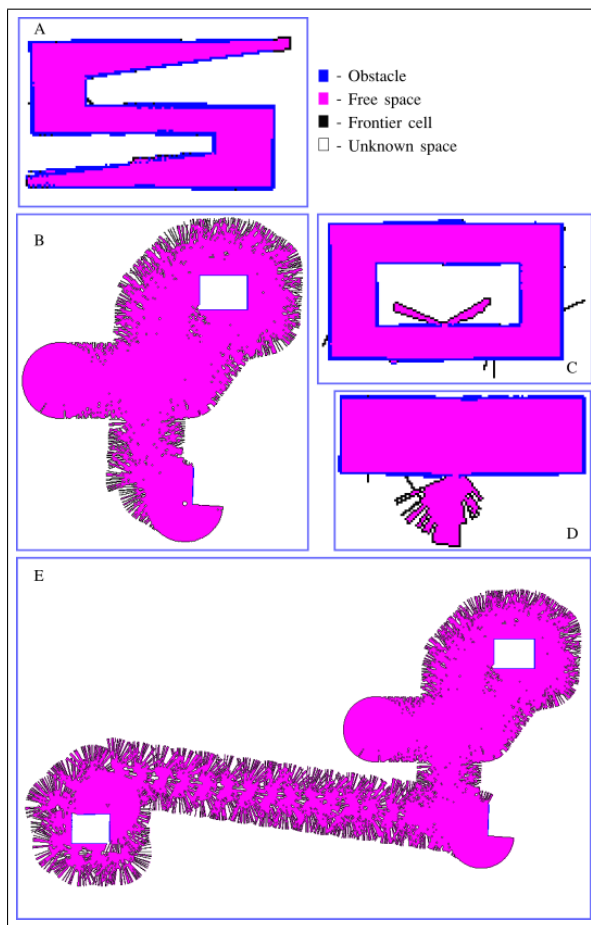 A
- Obstacle
- Free space
- Frontier cell
- Unknown space
B
C
D
E